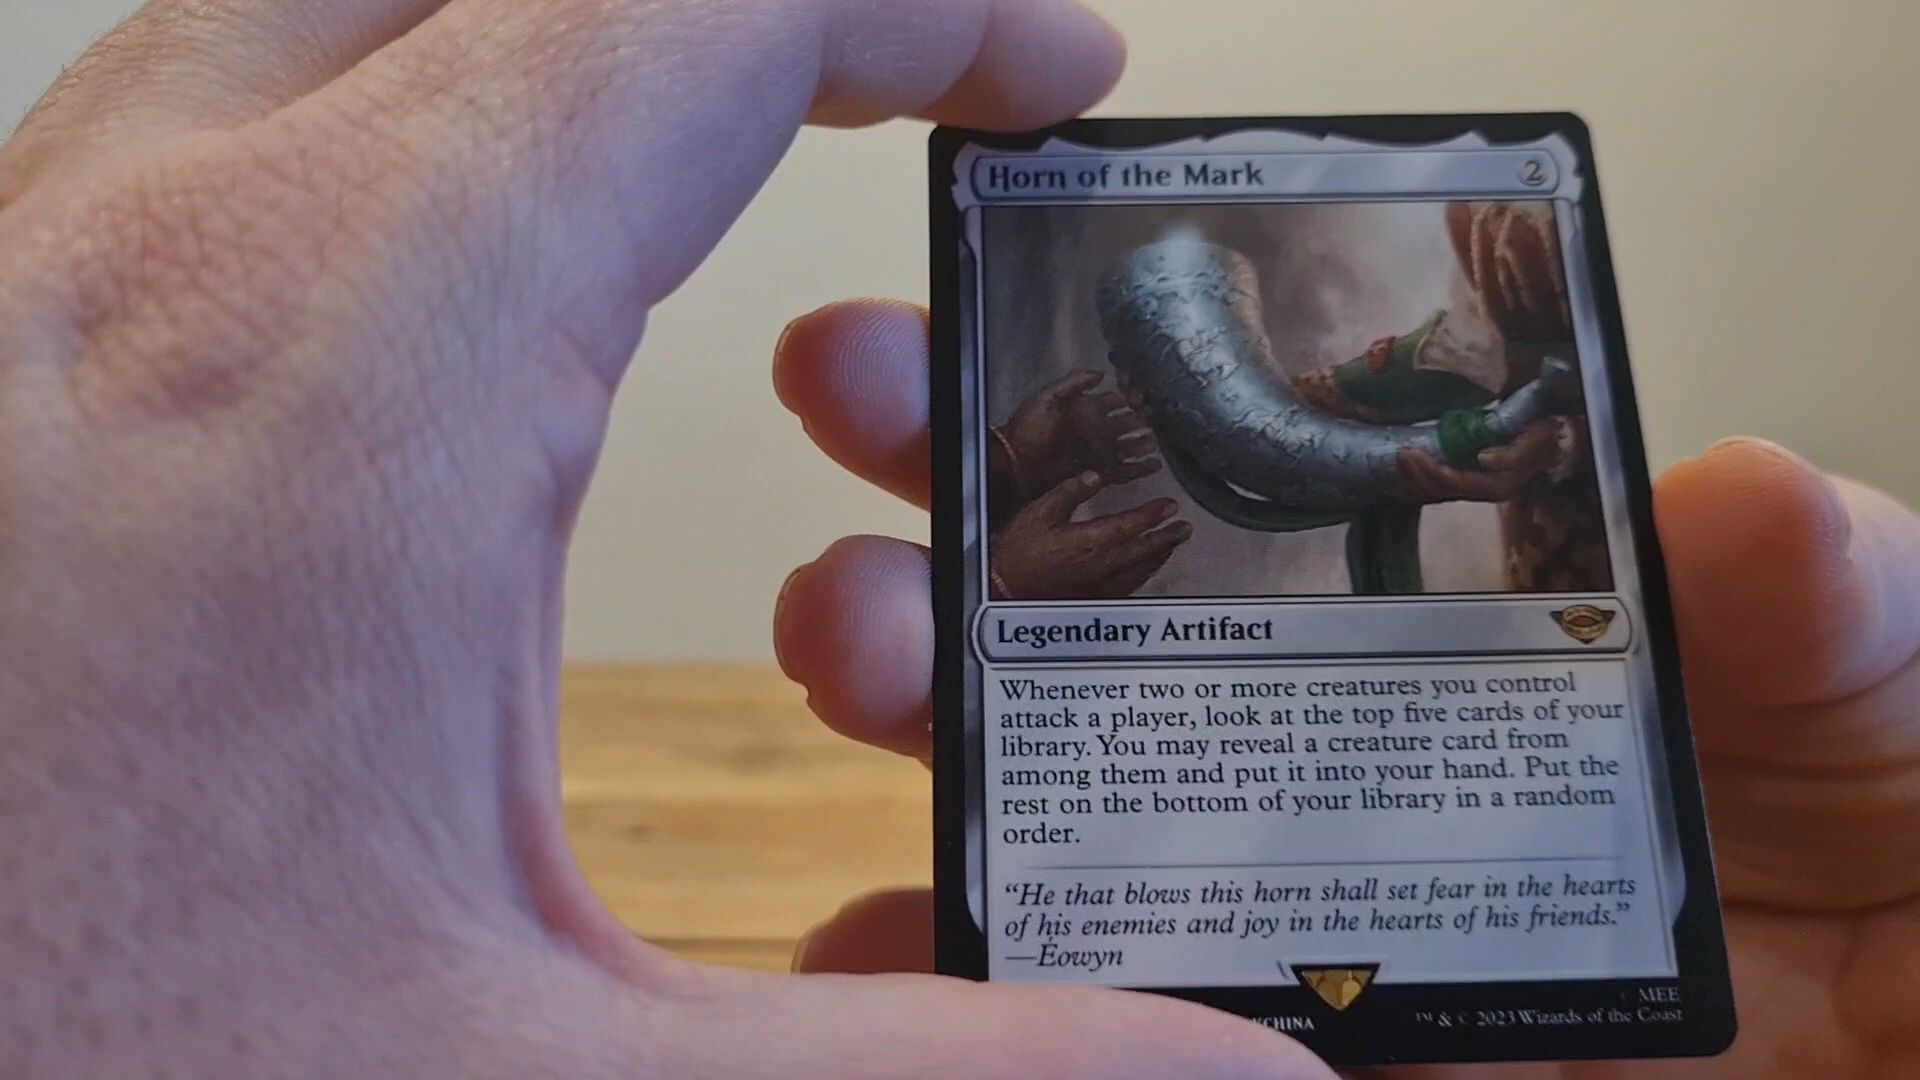 Horn of the Mark 2
Legendary Artifact
Whenever two or more creatures you control
attack a player, look at the top five cards of your
library. You may reveal a creature card from
among them and put it into your hand. Put the
rest on the bottom of your library in a random
order.
“He that blows this horn shall set fear in the hearts
of his enemies and joy in the hearts of his friends.”
—Éowyn
MEE
™ & © 2023 Wizards of the Coast